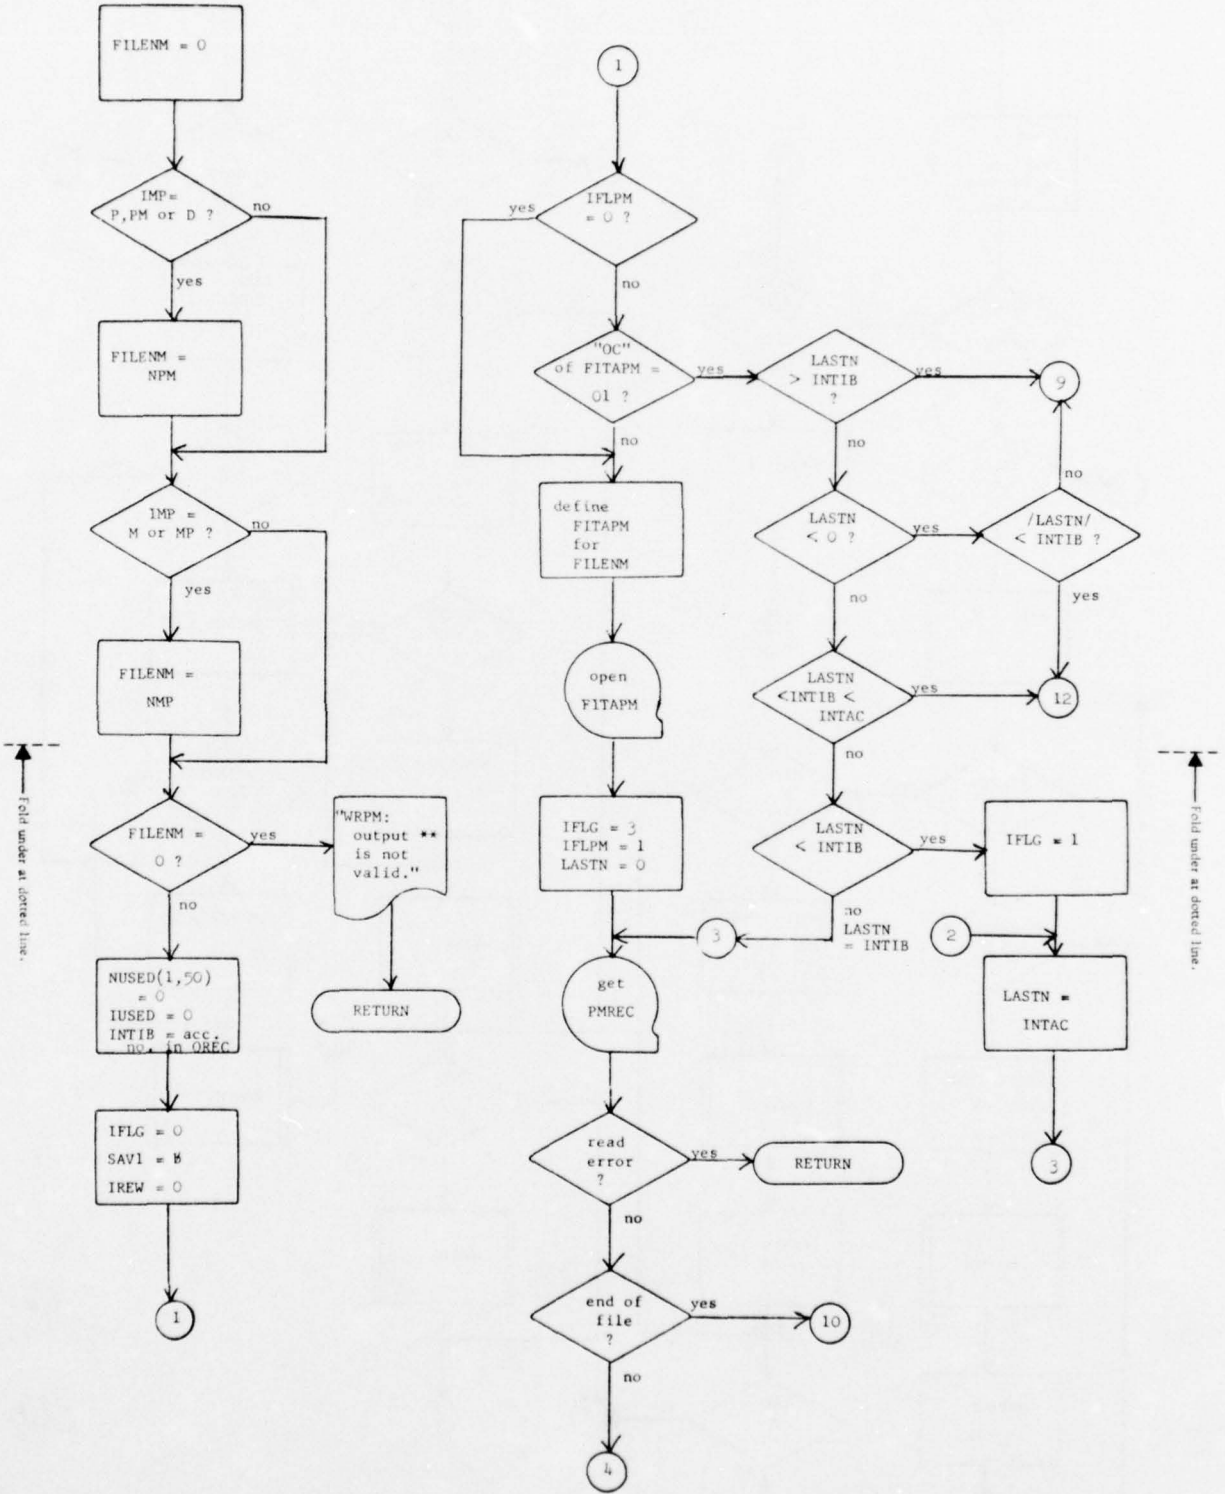 FILENM = 0
IMP=
P,PM or D ?
no
yes
FILENM =
NPM
IMP =
M or MP ?
no
yes
FILENM =
NMP
Fold under at dotted line.
FILENM =
0 ?
yes
"WRPM:
output **
is not
valid."
RETURN
no
NUSED(1,50)
= 0
IUSED = 0
INTIB = acc.
no. in OREC
IFLG = 0
SAV1 = ɃIREW = 0
1
1
IFLPM
= 0 ?
yes
no
"OC"
of FITAPM =
01 ?
yes
no
define
FITAPM
for
FILENM
open
FITAPM
IFLG = 3
IFLPM = 1
LASTN = 0
get
PMREC
read
error
?
yes
RETURN
no
end of
file
?
yes
10
no
4
LASTN
> INTIB
?
yes
9
no
LASTN
< 0 ?
yes
/LASTN/
< INTIB ?
no
yes
no
LASTN
<INTIB <
INTAC
yes
12
no
LASTN
< INTIB
yes
IFLG = 1
no
LASTN
= INTIB
3
2
LASTN =
INTAC
3
Fold under at dotted line.